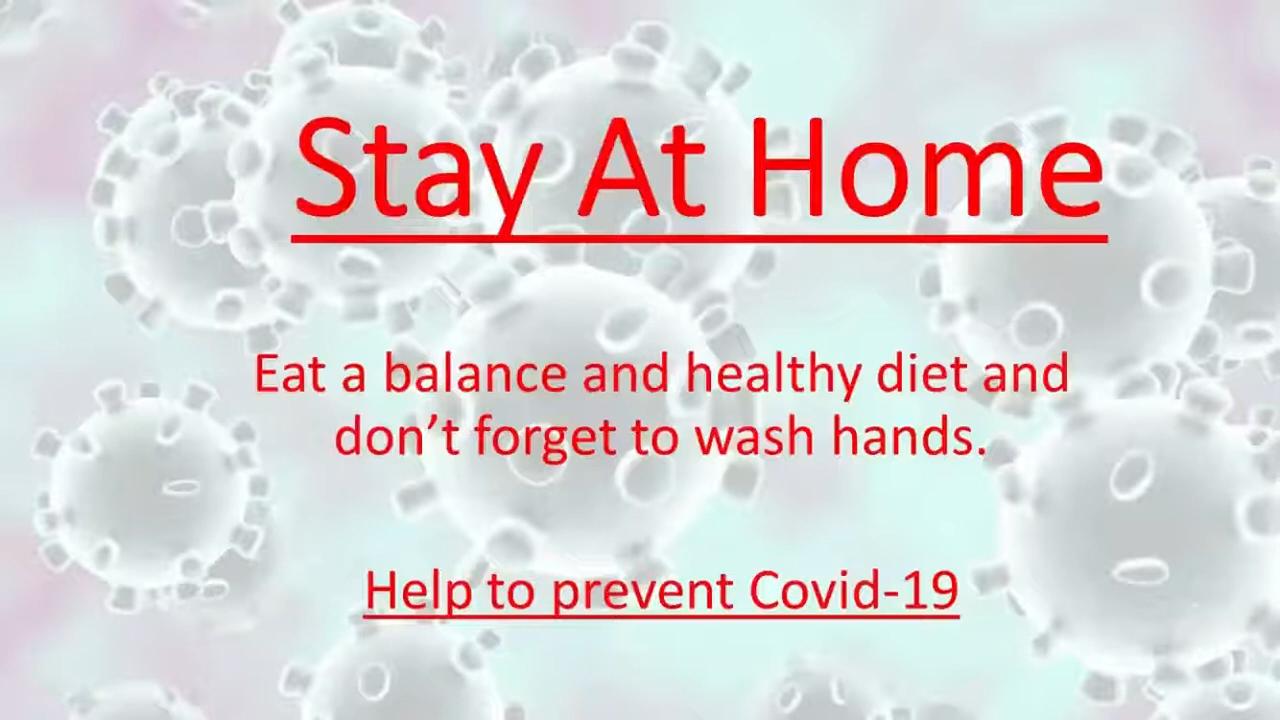 Stay At Home
Eat a balance and healthy diet and
don’t forget to wash hands.
Help to prevent Covid-19